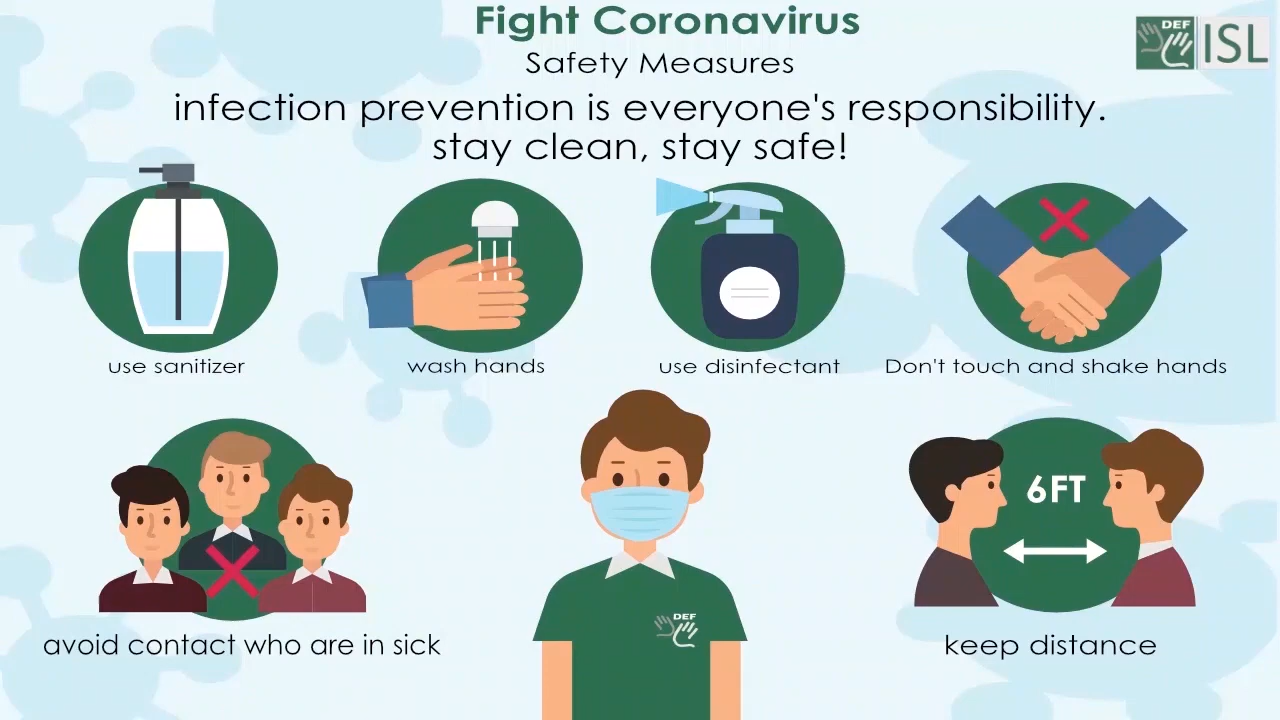 Fight Coronavirus
DEF
ISL
Safety Measures
infection prevention is everyone's responsibility.
stay clean, stay safe!
use sanitizer
wash hands
use disinfectant
Don't touch and shake hands
6FT
DEF
avoid contact who are in sick
keep distance